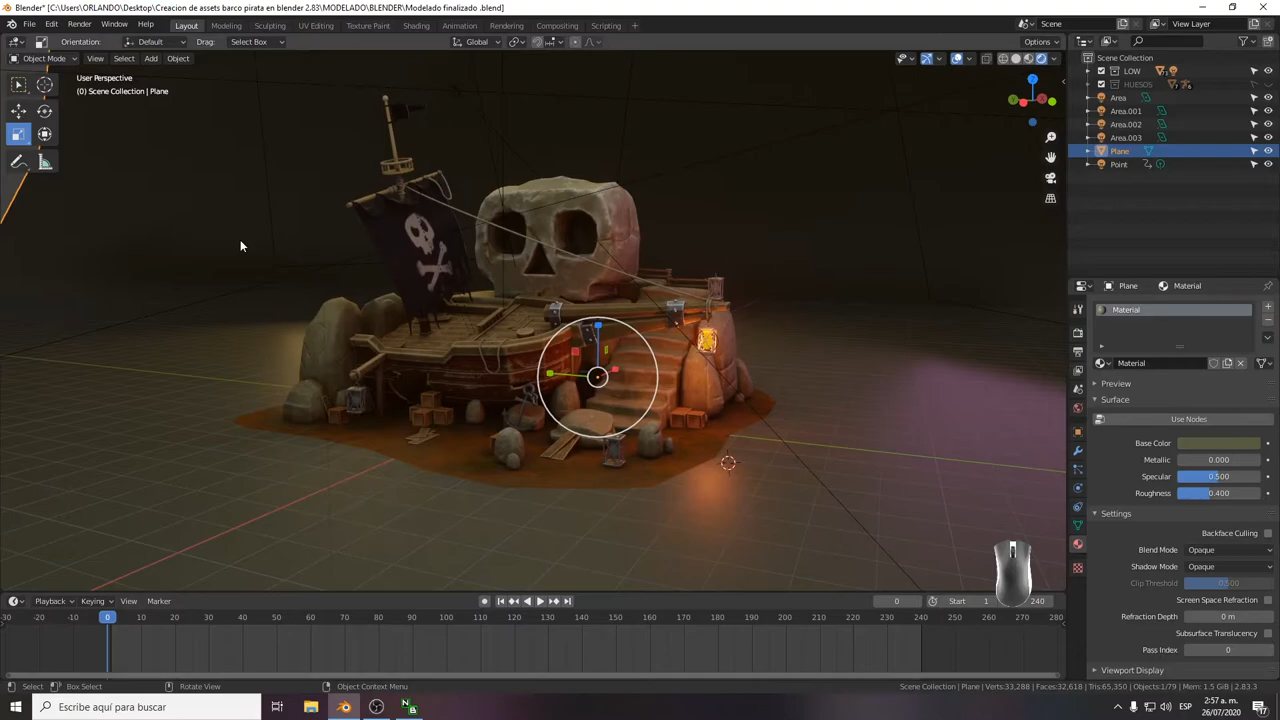 Blender* [C:\Users\ORLANDO\Desktop\Creacion de assets barco pirata en blender 2.83\MODELADO\BLENDER\Modelado finalizado .blend]
File Edit Render Window Help Layout Modeling Sculpting UV Editing Texture Paint Shading Animation Rendering Compositing Scripting + Scene View Layer
Orientation: Default Drag: Select Box Global Options
Object Mode View Select Add Object
User Perspective
(0) Scene Collection | Plane
Scene Collection
LOW
HUESOS
Area
Area.001
Area.002
Area.003
Plane
Point
Plane Material
Material
Material
Preview
Surface
Use Nodes
Base Color
Metallic 0.000
Specular 0.500
Roughness 0.400
Settings
Backface Culling
Blend Mode Opaque
Shadow Mode Opaque
Clip Threshold 0.500
Screen Space Refraction
Refraction Depth 0 m
Subsurface Translucency
Pass Index 0
Viewport Display
Playback Keying View Marker 0 Start 1 240
-30 -20 -10 0 10 20 30 40 50 60 70 80 90 100 110 120 130 140 150 160 170 180 190 200 210 220 230 240 250 260 270 280
Select Box Select Rotate View Object Context Menu Scene Collection | Plane | Verts:33,288 | Faces:32,618 | Tris:65,350 | Objects:1/79 | Mem: 1.5 GiB | 2.83.3
Escribe aquí para buscar
ESP
2:57 a. m.
26/07/2020